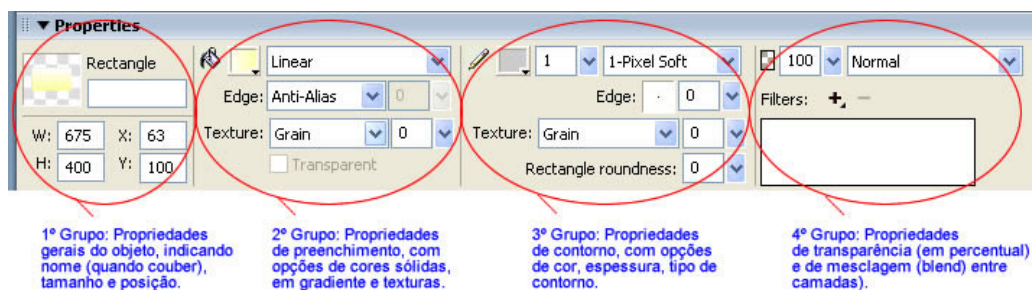 Properties
Rectangle
W: 675 X: 63
H: 400 Y: 100
Linear
Edge: Anti-Alias 0
Texture: Grain 0
Transparent
1 1-Pixel Soft
Edge: 0
Texture: Grain 0
Rectangle roundness: 0
100 Normal
Filters:
1º Grupo: Propriedades
gerais do objeto, indicando
nome (quando couber),
tamanho e posição.
2º Grupo: Propriedades
de preenchimento, com
opções de cores sólidas,
em gradiente e texturas.
3º Grupo: Propriedades
de contorno, com opções
de cor, espessura, tipo de
contorno.
4º Grupo: Propriedades
de transparência (em percentual)
e de mesclagem (blend) entre
camadas).